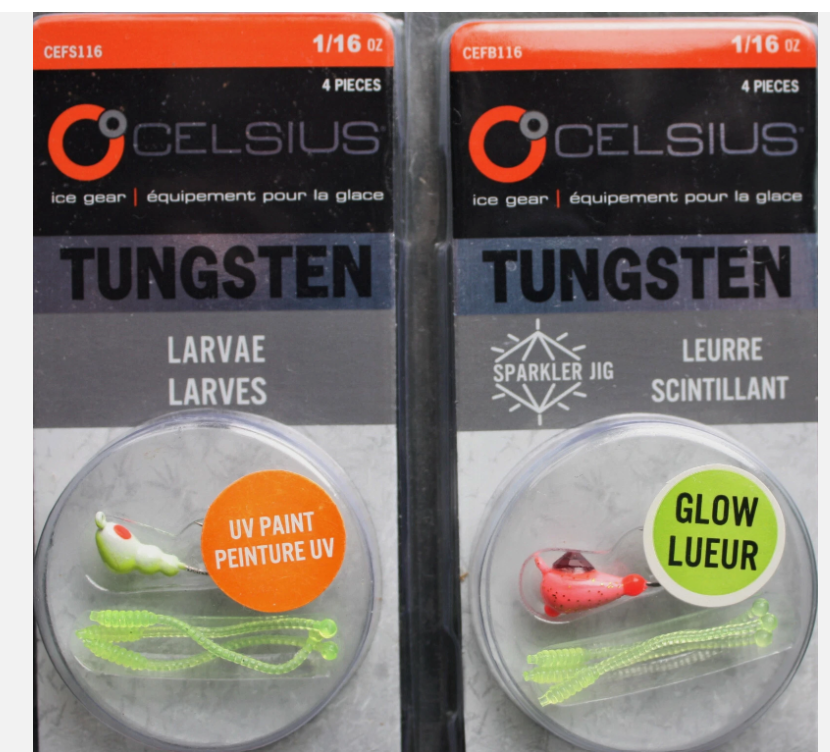 CEFS116
1/16 OZ
4 PIECES
CELSIUS
ice gear | équipement pour la glace
TUNGSTEN
LARVAE
LARVES
UV PAINT
PEINTURE UV
CEFB116
1/16 OZ
4 PIECES
CELSIUS
ice gear | équipement pour la glace
TUNGSTEN
SPARKLER JIG
LEURRE
SCINTILLANT
GLOW
LUEUR